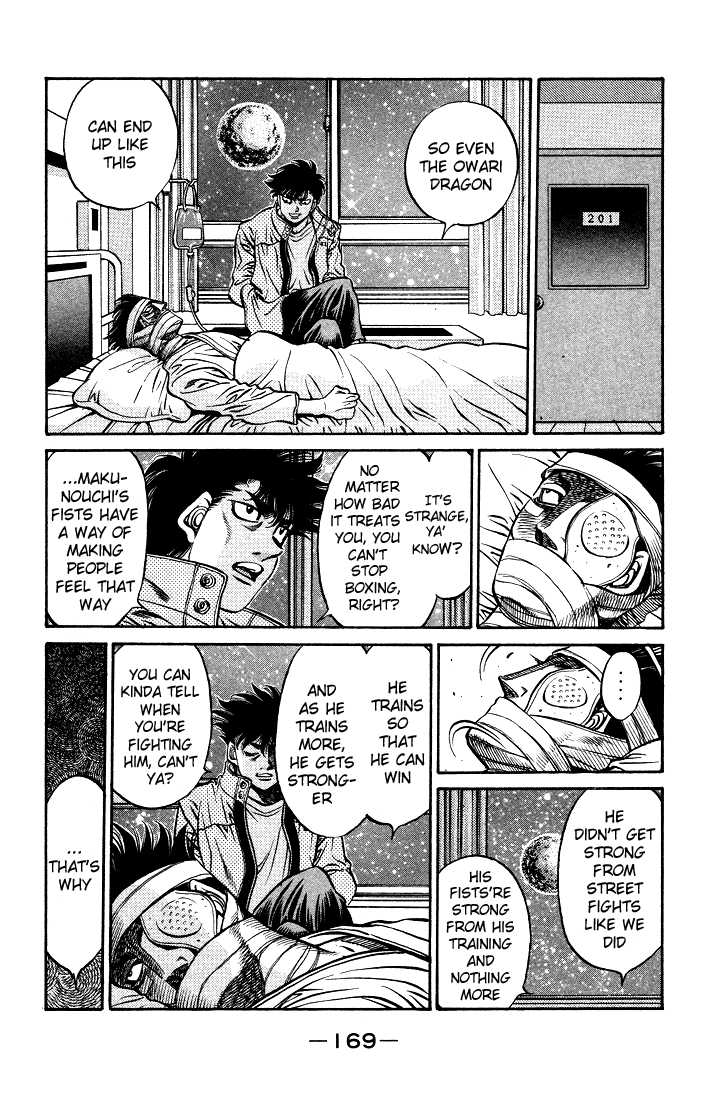 201
SO EVEN
THE OWARI
DRAGON
CAN END
UP LIKE
THIS
IT'S
STRANGE,
YA'
KNOW?
NO
MATTER
HOW BAD
IT TREATS
YOU, YOU
CAN'T
STOP
BOXING,
RIGHT?
...MAKU-
NOUCHI'S
FISTS HAVE
A WAY OF
MAKING
PEOPLE
FEEL THAT
WAY
...
HE
DIDN'T GET
STRONG
FROM
STREET
FIGHTS
LIKE WE
DID
HIS
FISTS'RE
STRONG
FROM HIS
TRAINING
AND
NOTHING
MORE
HE
TRAINS
SO
THAT
HE CAN
WIN
AND
AS HE
TRAINS
MORE,
HE GETS
STRONG-
ER
YOU CAN
KINDA TELL
WHEN
YOU'RE
FIGHTING
HIM, CAN'T
YA?
...
THAT'S
WHY
—169—